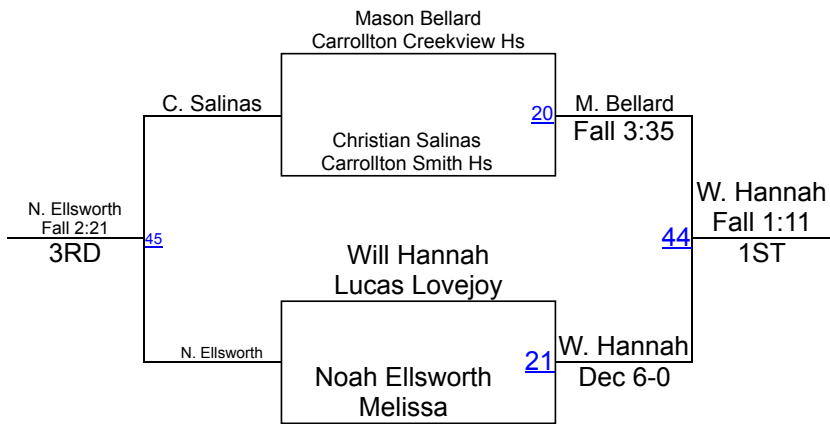 Mason Bellard
Carrollton Creekview Hs
C. Salinas
20
M. Bellard
Fall 3:35
Christian Salinas
Carrollton Smith Hs
N. Ellsworth
Fall 2:21
3RD
45
Will Hannah
Lucas Lovejoy
44
W. Hannah
Fall 1:11
1ST
N. Ellsworth
21
W. Hannah
Dec 6-0
Noah Ellsworth
Melissa